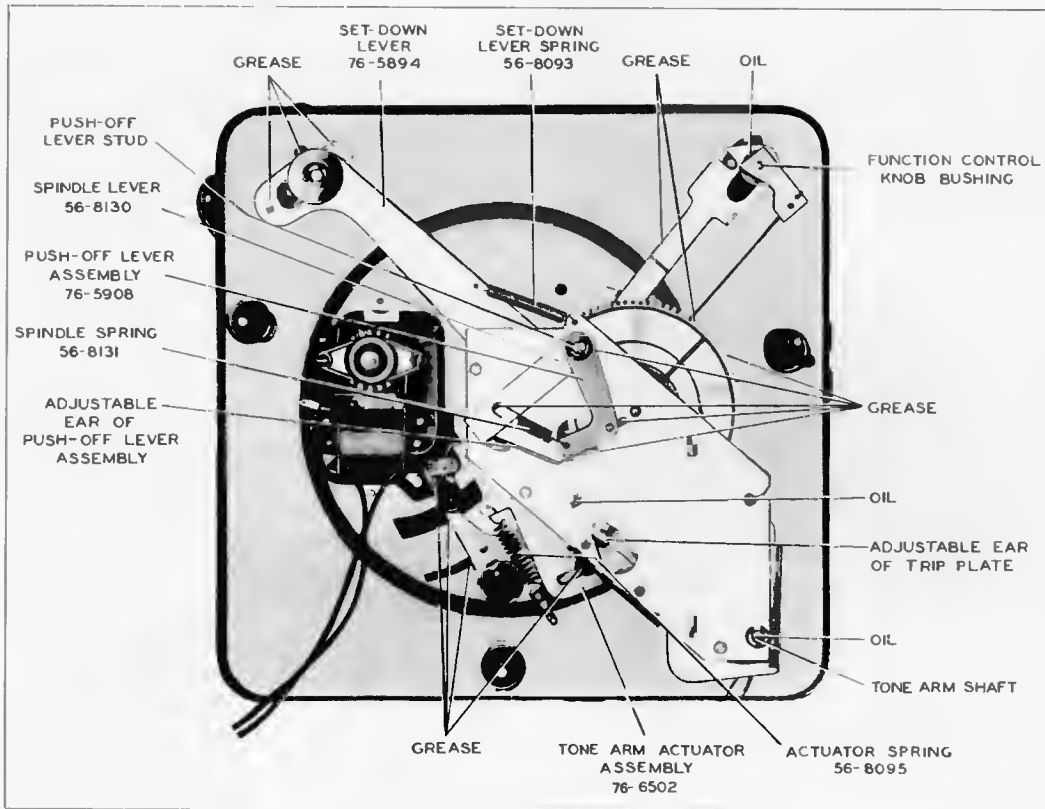 GREASE
SET-DOWN
LEVER
76-5894
SET-DOWN
LEVER SPRING
56-8093
GREASE
OIL
PUSH-OFF
LEVER STUD
SPINDLE LEVER
56-8130
PUSH-OFF LEVER
ASSEMBLY
76-5908
SPINDLE SPRING
56-8131
ADJUSTABLE
EAR OF
PUSH-OFF LEVER
ASSEMBLY
FUNCTION CONTROL
KNOB BUSHING
GREASE
OIL
ADJUSTABLE EAR
OF TRIP PLATE
OIL
TONE ARM SHAFT
GREASE
TONE ARM ACTUATOR
ASSEMBLY
76-6502
ACTUATOR SPRING
56-8095